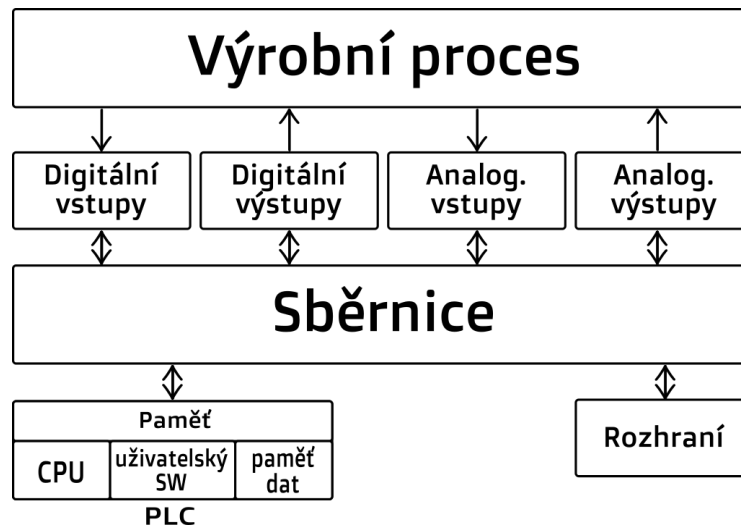 Výrobní proces
Digitální
vstupy
Digitální
výstupy
Analog.
vstupy
Analog.
výstupy
Sběrnice
Paměť
CPU
uživatelský
SW
paměť
dat
PLC
Rozhraní